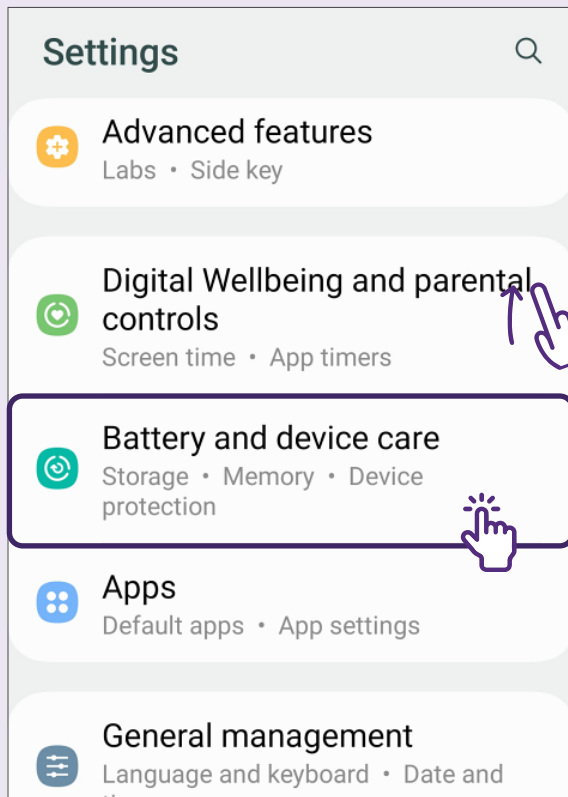 Settings
Advanced features
Labs • Side key
Digital Wellbeing and parental
controls
Screen time • App timers
Battery and device care
Storage • Memory • Device
protection
Apps
Default apps • App settings
General management
Language and keyboard • Date and